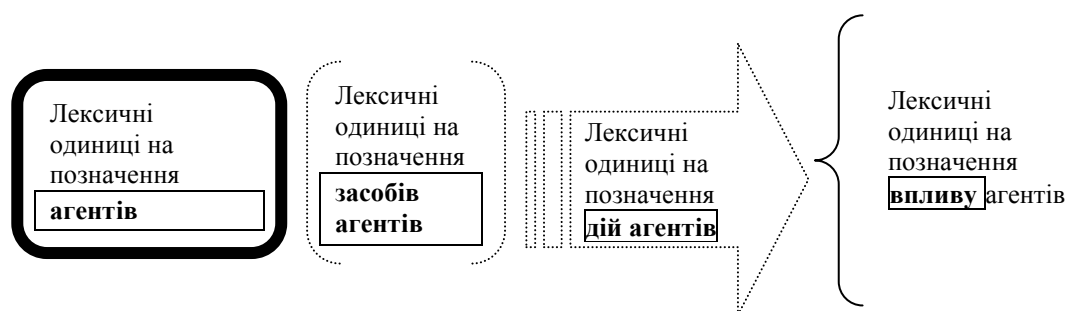 Лексичні
одиниці на
позначення
агентів
Лексичні
одиниці на
позначення
засобів
агентів
Лексичні
одиниці на
позначення
дій агентів
Лексичні
одиниці на
позначення
впливу агентів